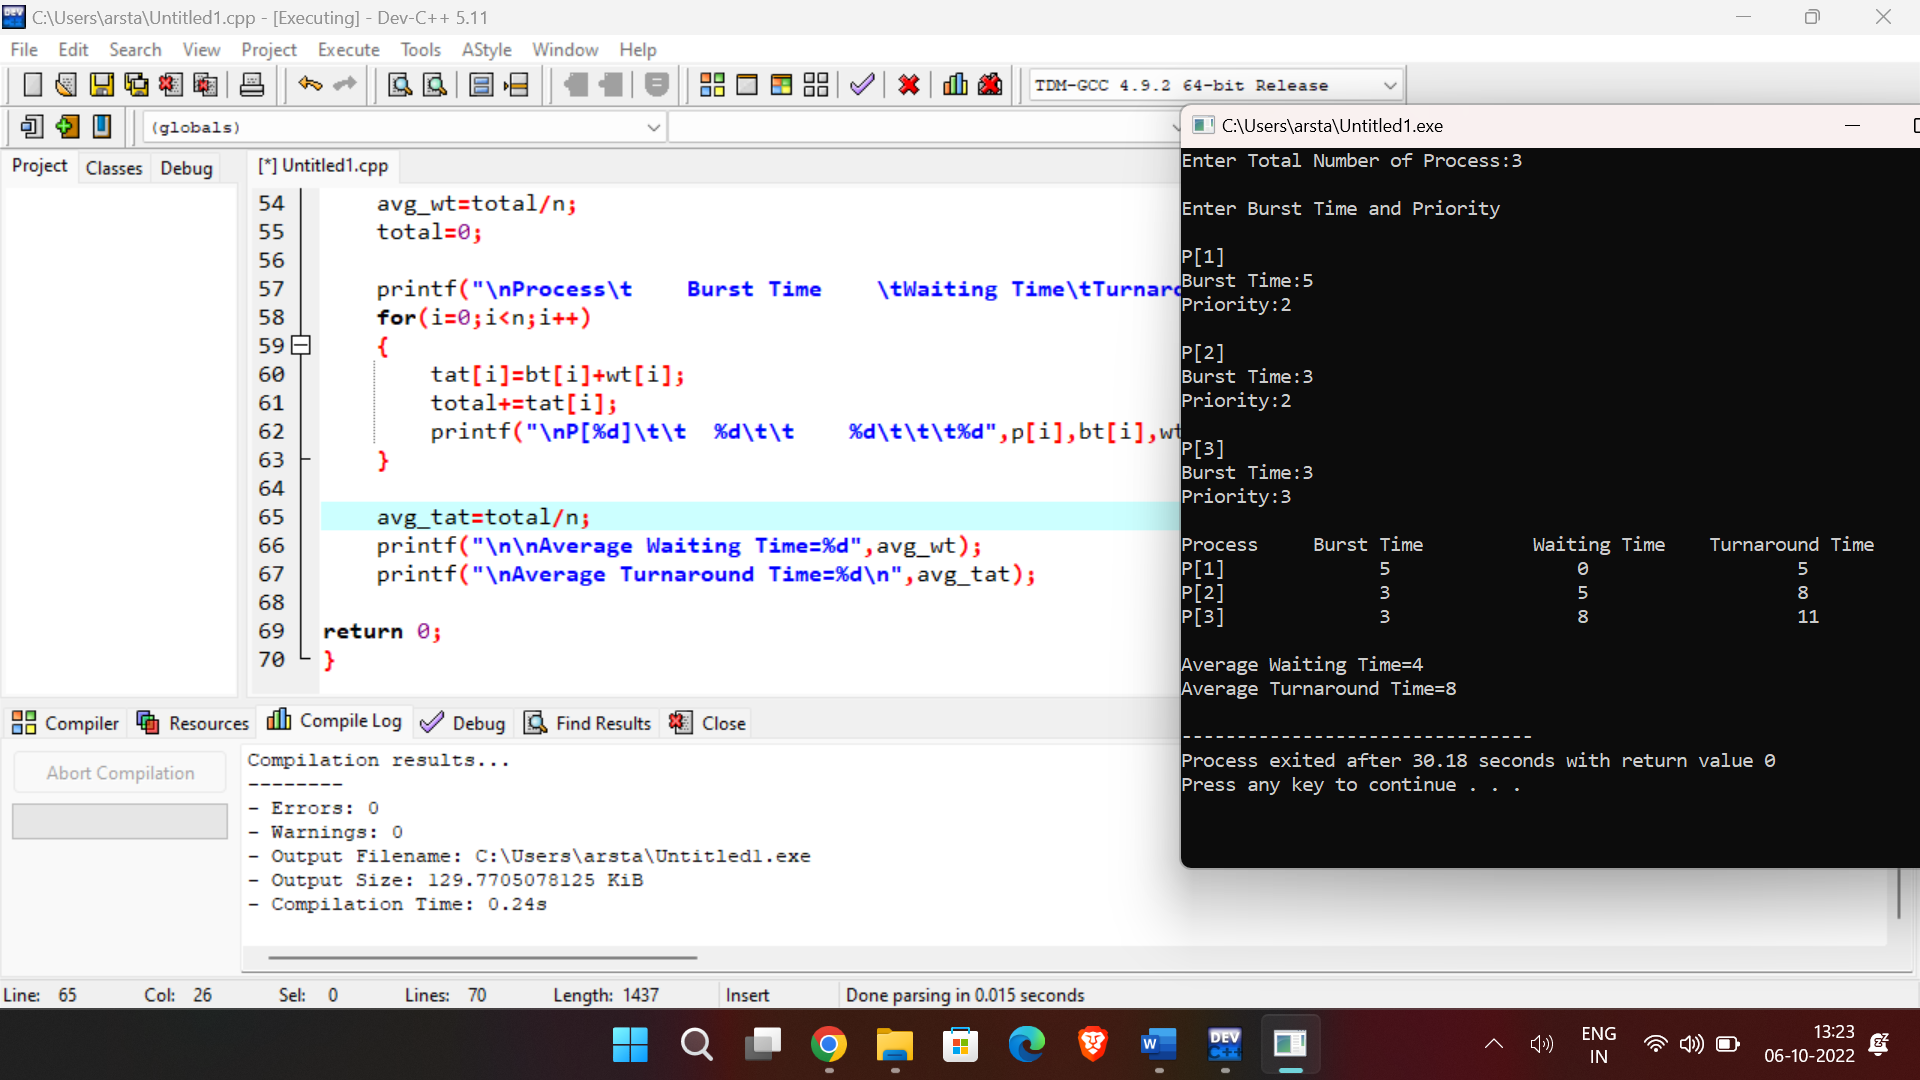 C:\Users\arsta\Untitled1.cpp - [Executing] - Dev-C++ 5.11
File Edit Search View Project Execute Tools AStyle Window Help
TDM-GCC 4.9.2 64-bit Release
(globals)
Project Classes Debug
[*] Untitled1.cpp
54 avg_wt=total/n;
55 total=0;
56
57 printf("\nProcess\t    Burst Time    \tWaiting Time\tTurnaro
58 for(i=0;i<n;i++)
59 {
60 tat[i]=bt[i]+wt[i];
61 total+=tat[i];
62 printf("\nP[%d]\t\t  %d\t\t    %d\t\t\t%d",p[i],bt[i],wt
63 }
64
65 avg_tat=total/n;
66 printf("\n\nAverage Waiting Time=%d",avg_wt);
67 printf("\nAverage Turnaround Time=%d\n",avg_tat);
68
69 return 0;
70 }
C:\Users\arsta\Untitled1.exe
Enter Total Number of Process:3
Enter Burst Time and Priority
P[1]
Burst Time:5
Priority:2
P[2]
Burst Time:3
Priority:2
P[3]
Burst Time:3
Priority:3
Process Burst Time Waiting Time Turnaround Time
P[1] 5 0 5
P[2] 3 5 8
P[3] 3 8 11
Average Waiting Time=4
Average Turnaround Time=8
--------------------------------
Process exited after 30.18 seconds with return value 0
Press any key to continue . . .
Compiler Resources Compile Log Debug Find Results Close
Abort Compilation
Compilation results...
--------
- Errors: 0
- Warnings: 0
- Output Filename: C:\Users\arsta\Untitled1.exe
- Output Size: 129.7705078125 KiB
- Compilation Time: 0.24s
Line: 65 Col: 26 Sel: 0 Lines: 70 Length: 1437 Insert Done parsing in 0.015 seconds
W
DEV
C++
ENG
IN
13:23
06-10-2022